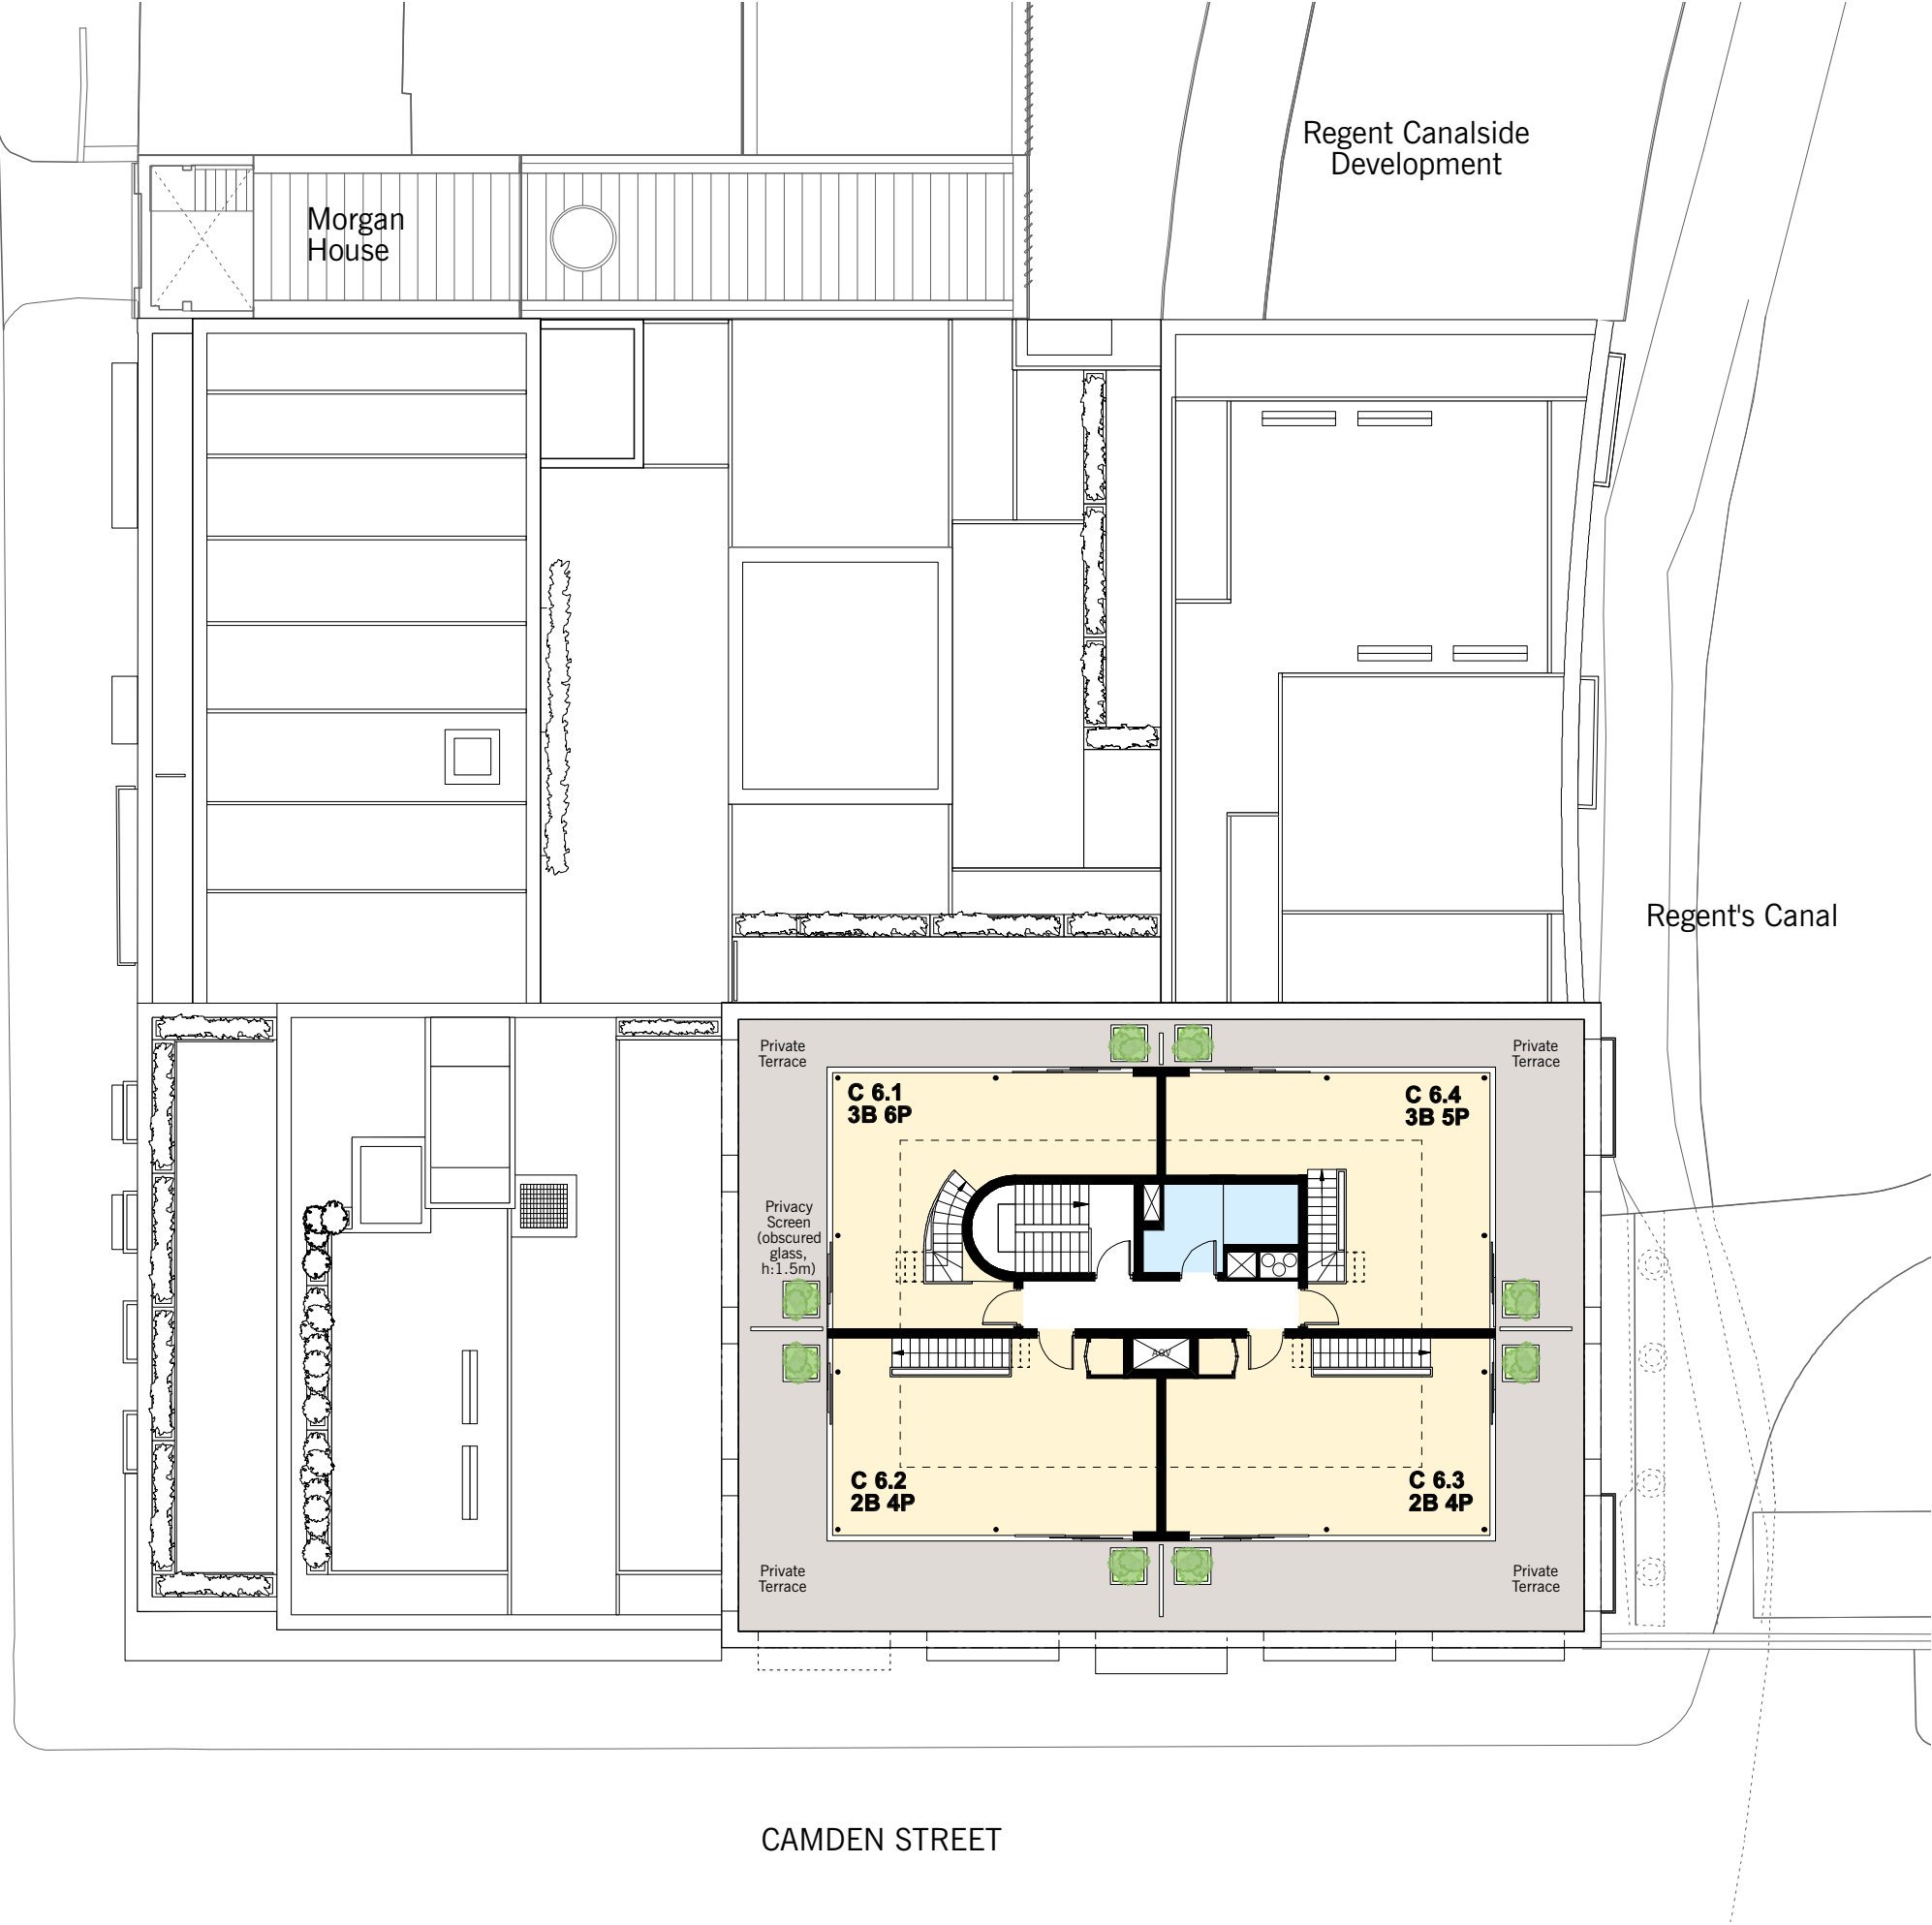 Regent Canalside
Development
Morgan
House
Regent's Canal
Private
Terrace
Private
Terrace
C 6.1
3B 6P
C 6.4
3B 5P
Privacy
Screen
(obscured
glass,
h:1.5m)
AOV
C 6.2
2B 4P
C 6.3
2B 4P
Private
Terrace
Private
Terrace
CAMDEN STREET